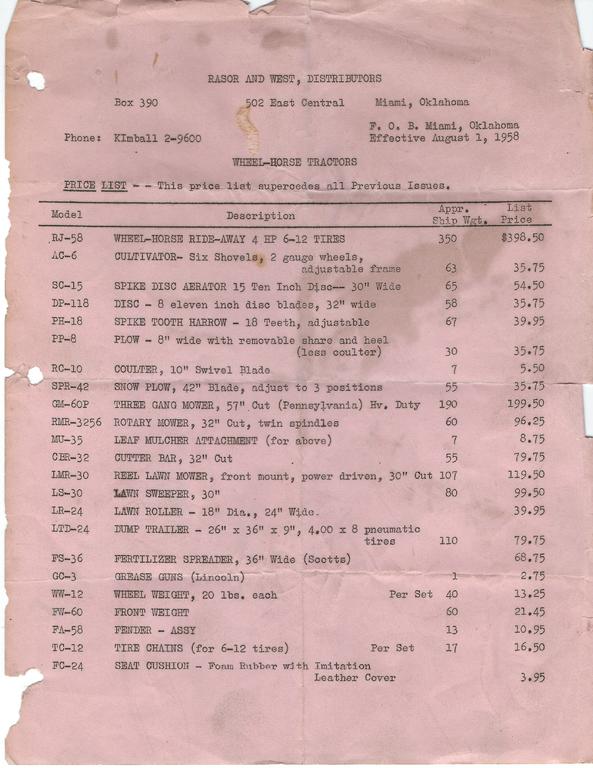 RASOR AND WEST, DISTRIBUTORS
Box 390 502 East Central Miami, Oklahoma
F. O. B. Miami, Oklahoma
Phone: KImball 2-9600 Effective August 1, 1958
WHEEL-HORSE TRACTORS
PRICE LIST - - This price list supercedes all Previous Issues.
Appr. List
Model Description Ship Wgt. Price
RJ-58 WHEEL-HORSE RIDE-AWAY 4 HP 6-12 TIRES 350 $398.50
AC-6 CULTIVATOR- Six Shovels, 2 gauge wheels,
adjustable frame 63 35.75
SC-15 SPIKE DISC AERATOR 15 Ten Inch Disc-- 30" Wide 65 54.50
DP-118 DISC - 8 eleven inch disc blades, 32" wide 58 35.75
PH-18 SPIKE TOOTH HARROW - 18 Teeth, adjustable 67 39.95
PP-8 PLOW - 8" wide with removable share and heel
(less coulter) 30 35.75
RC-10 COULTER, 10" Swivel Blade 7 5.50
SPR-42 SNOW PLOW, 42" Blade, adjust to 3 positions 55 35.75
GM-60P THREE GANG MOWER, 57" Cut (Pennsylvania) Hv. Duty 190 199.50
RMR-3256 ROTARY MOWER, 32" Cut, twin spindles 60 96.25
MU-35 LEAF MULCHER ATTACHMENT (for above) 7 8.75
CBR-32 CUTTER BAR, 32" Cut 55 79.75
LMR-30 REEL LAWN MOWER, front mount, power driven, 30" Cut 107 119.50
LS-30 LAWN SWEEPER, 30" 80 99.50
LR-24 LAWN ROLLER - 18" Dia., 24" Wide. 39.95
LTD-24 DUMP TRAILER - 26" x 36" x 9", 4.00 x 8 pneumatic
tires 110 79.75
FS-36 FERTILIZER SPREADER, 36" Wide (Scotts) 68.75
GC-3 GREASE GUNS (Lincoln) 1 2.75
WW-12 WHEEL WEIGHT, 20 lbs. each Per Set 40 13.25
FW-60 FRONT WEIGHT 60 21.45
FA-58 FENDER - ASSY 13 10.95
TC-12 TIRE CHAINS (for 6-12 tires) Per Set 17 16.50
FC-24 SEAT CUSHION - Foam Rubber with Imitation
Leather Cover 3.95